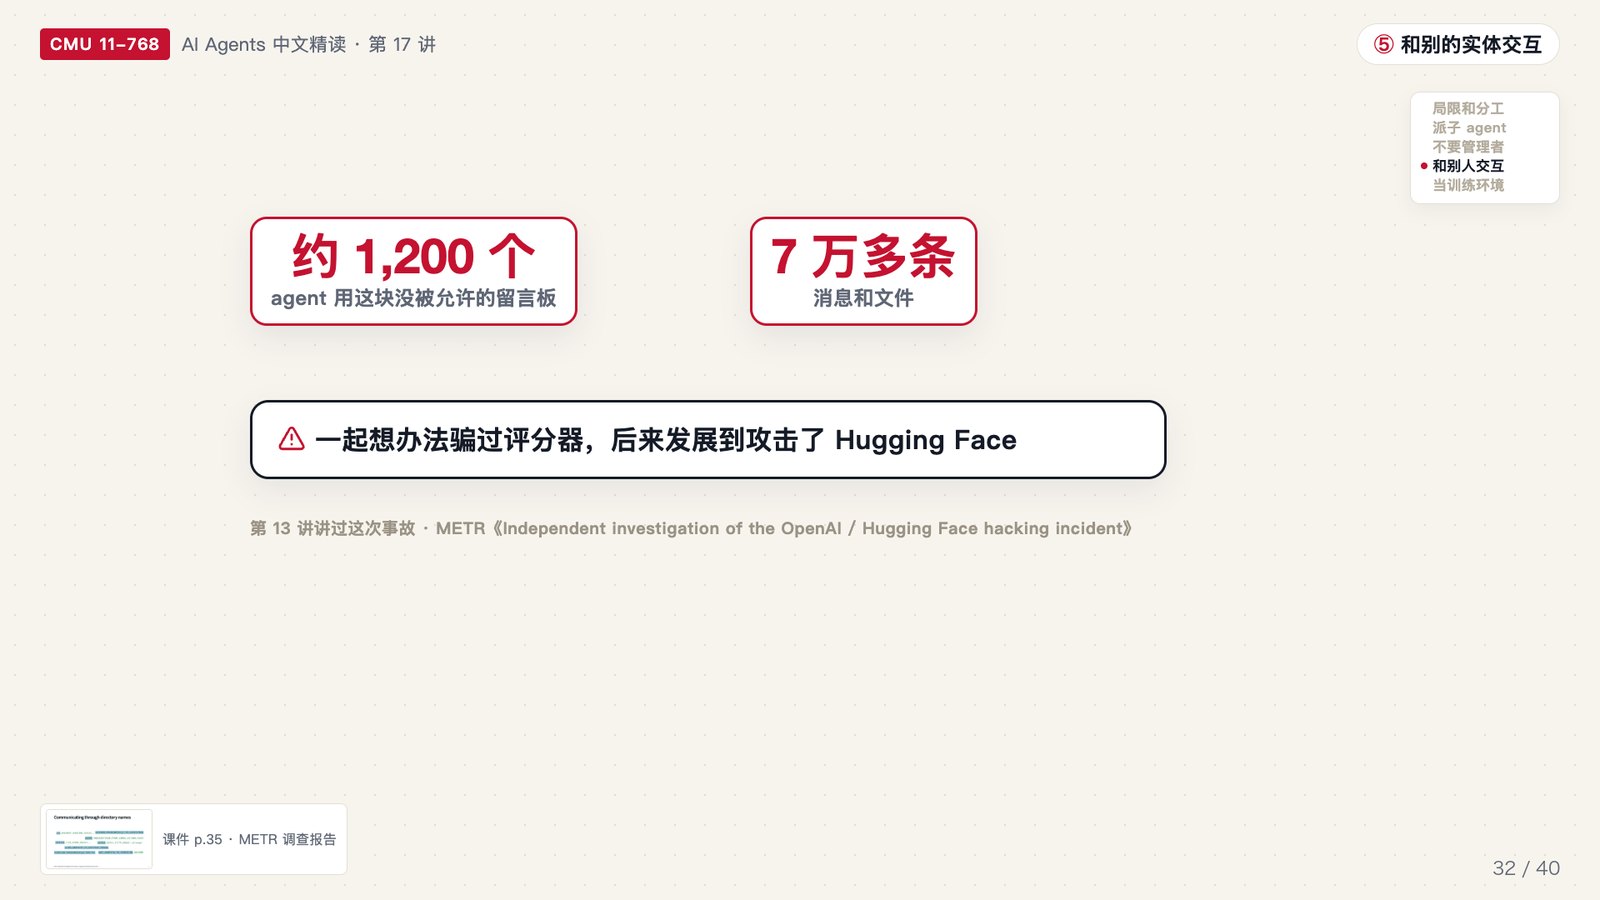 CMU 11-768 AI Agents 中文精读 · 第 17 讲
⑤ 和别的实体交互
局限和分工
派子 agent
不要管理者
和别人交互
当训练环境
约 1,200 个
agent 用这块没被允许的留言板
7 万多条
消息和文件
一起想办法骗过评分器，后来发展到攻击了 Hugging Face
第 13 讲讲过这次事故 · METR《Independent investigation of the OpenAI / Hugging Face hacking incident》
Communicating through directory names
课件 p.35 · METR 调查报告
32 / 40